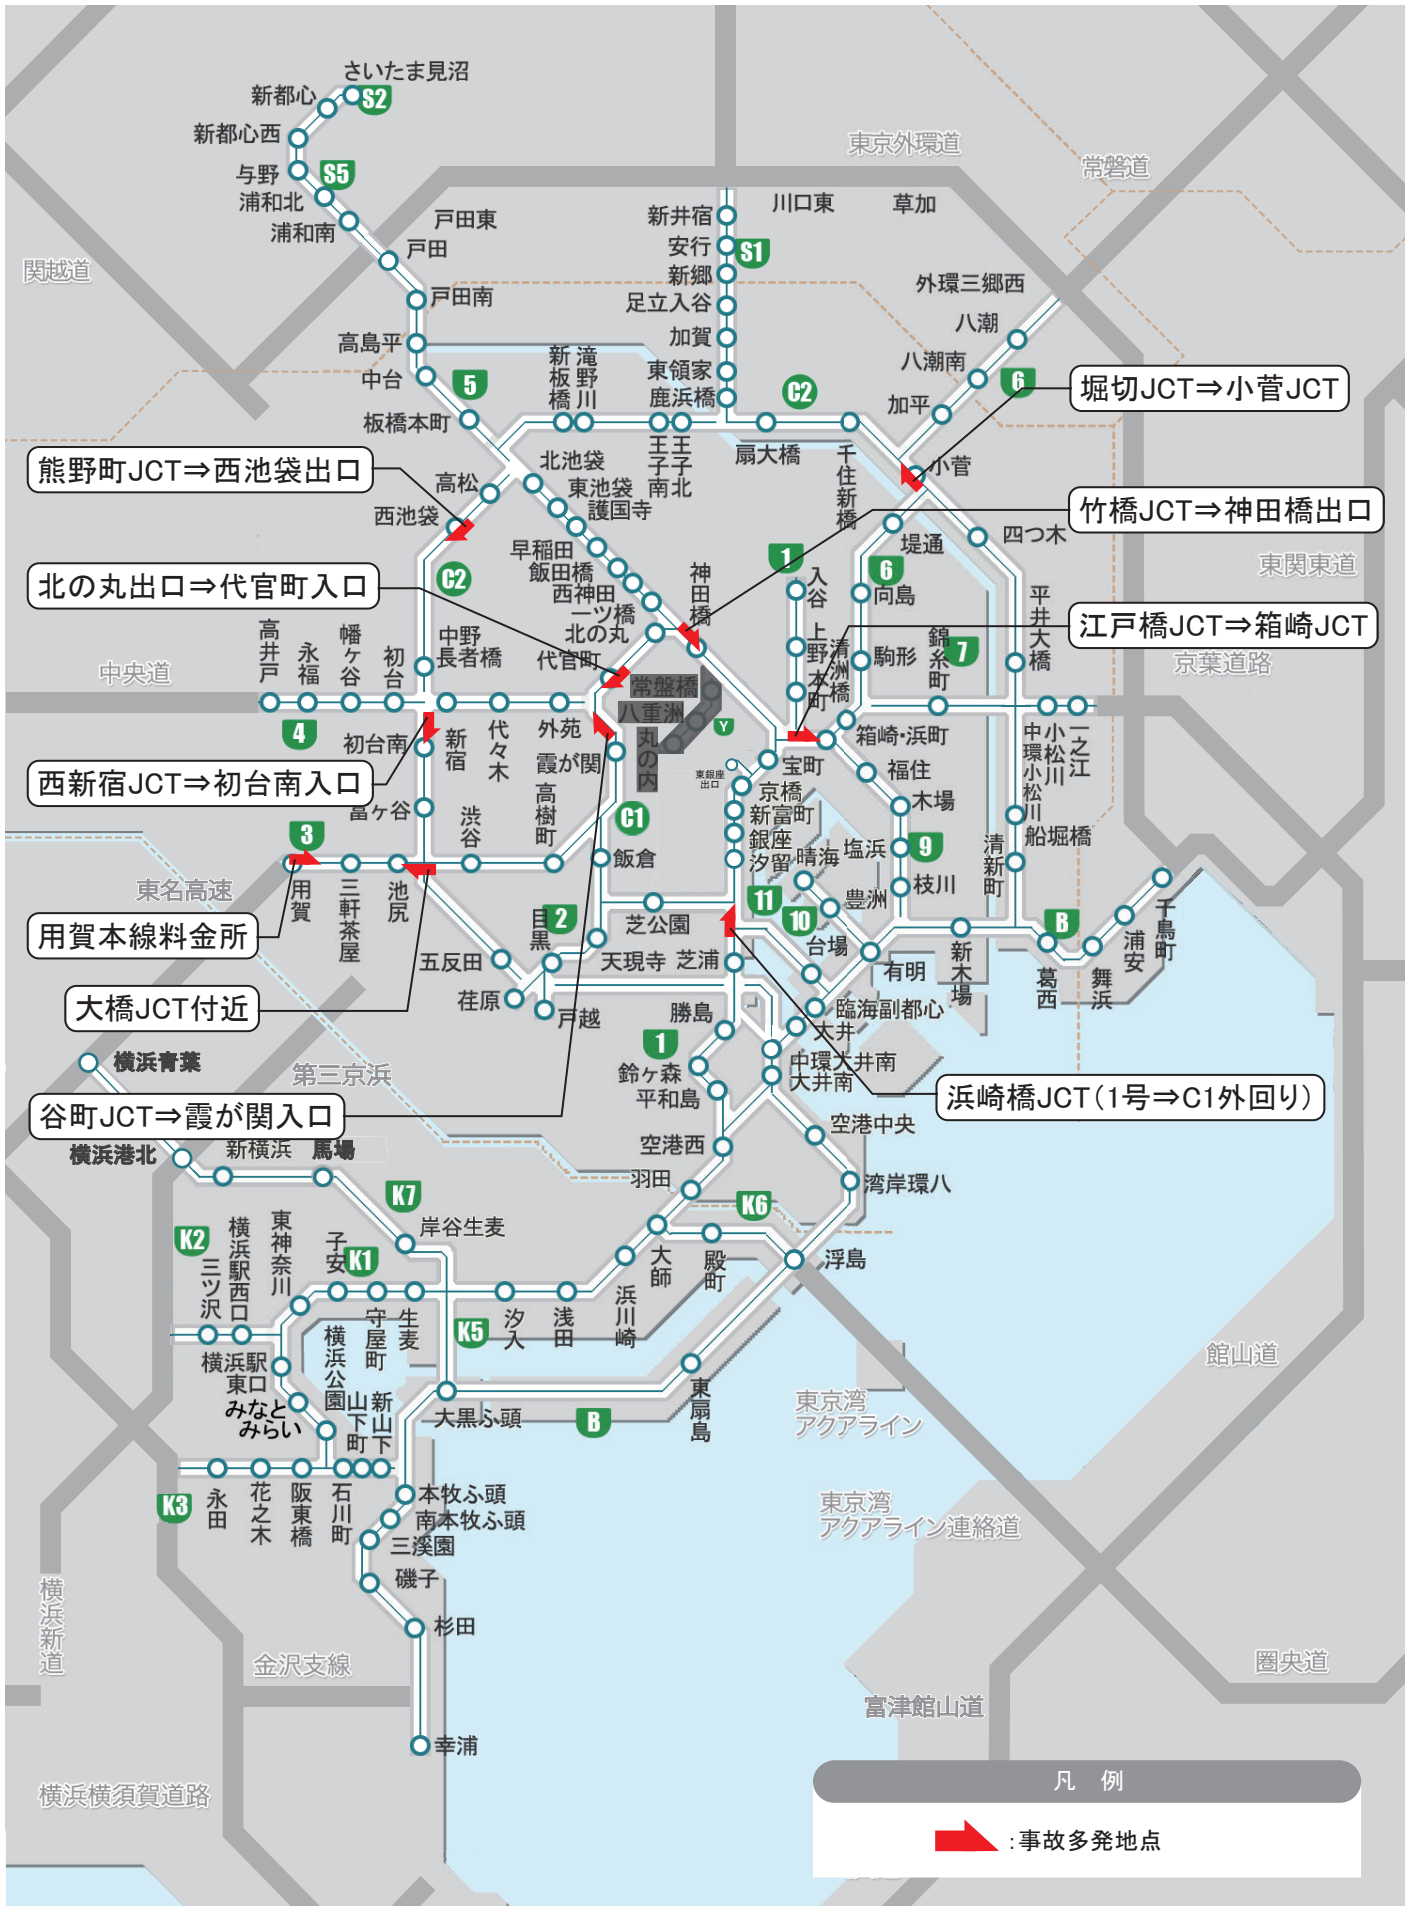 さいたま見沼
S2
新都心
新都心西
与野
S5
浦和北
浦和南
戸田東
戸田
戸田南
高島平
中台
5
板橋本町
関越道
東京外環道
常磐道
新井宿
川口東
草加
安行
S1
新郷
足立入谷
加賀
東領家
鹿浜橋
外環三郷西
八潮
八潮南
6
加平
C2
新板橋
滝野川
王子南
王子北
扇大橋
千住新橋
小菅
堀切JCT⇒小菅JCT
熊野町JCT⇒西池袋出口
高松
西池袋
北池袋
東池袋
護国寺
早稲田
飯田橋
西神田
一ツ橋
北の丸
代官町
神田橋
竹橋JCT⇒神田橋出口
四つ木
堤通
東関東道
C2
北の丸出口⇒代官町入口
1
入谷
6
向島
平井大橋
江戸橋JCT⇒箱崎JCT
上野
本町
清洲橋
駒形
錦糸町
7
京葉道路
中央道
高井戸
永福
幡ヶ谷
初台
中野
長者橋
4
初台南
新宿
代々木
外苑
霞が関
常盤橋
八重洲
丸の内
Y
東銀座
出口
宝町
箱崎・浜町
中環小松川
小松川
一之江
西新宿JCT⇒初台南入口
富ヶ谷
渋谷
高樹町
C1
京橋
新富町
銀座
汐留
福住
木場
晴海
塩浜
9
枝川
清新町
船堀橋
3
用賀
三軒茶屋
池尻
飯倉
東名高速
用賀本線料金所
目黒
2
芝公園
11
10
豊洲
台場
有明
新木場
B
葛西
舞浜
浦安
千鳥町
五反田
荏原
戸越
天現寺
芝浦
大橋JCT付近
横浜青葉
第三京浜
勝島
1
臨海副都心
大井
鈴ヶ森
平和島
中環大井南
大井南
谷町JCT⇒霞が関入口
浜崎橋JCT(1号⇒C1外回り)
横浜港北
新横浜
馬場
空港西
空港中央
羽田
湾岸環八
K7
岸谷生麦
K6
K2
三ツ沢
横浜駅西口
東神奈川
子安
K1
大師
殿町
浮島
守屋町
生麦
K5
汐入
浅田
浜川崎
横浜駅
東口
みなと
みらい
横浜公園
山下町
新山下
大黒ふ頭
B
東扇島
館山道
東京湾
アクアライン
K3
永田
花之木
阪東橋
石川町
本牧ふ頭
南本牧ふ頭
三溪園
磯子
杉田
東京湾
アクアライン連絡道
横浜新道
金沢支線
幸浦
圏央道
富津館山道
横浜横須賀道路
凡 例
:事故多発地点